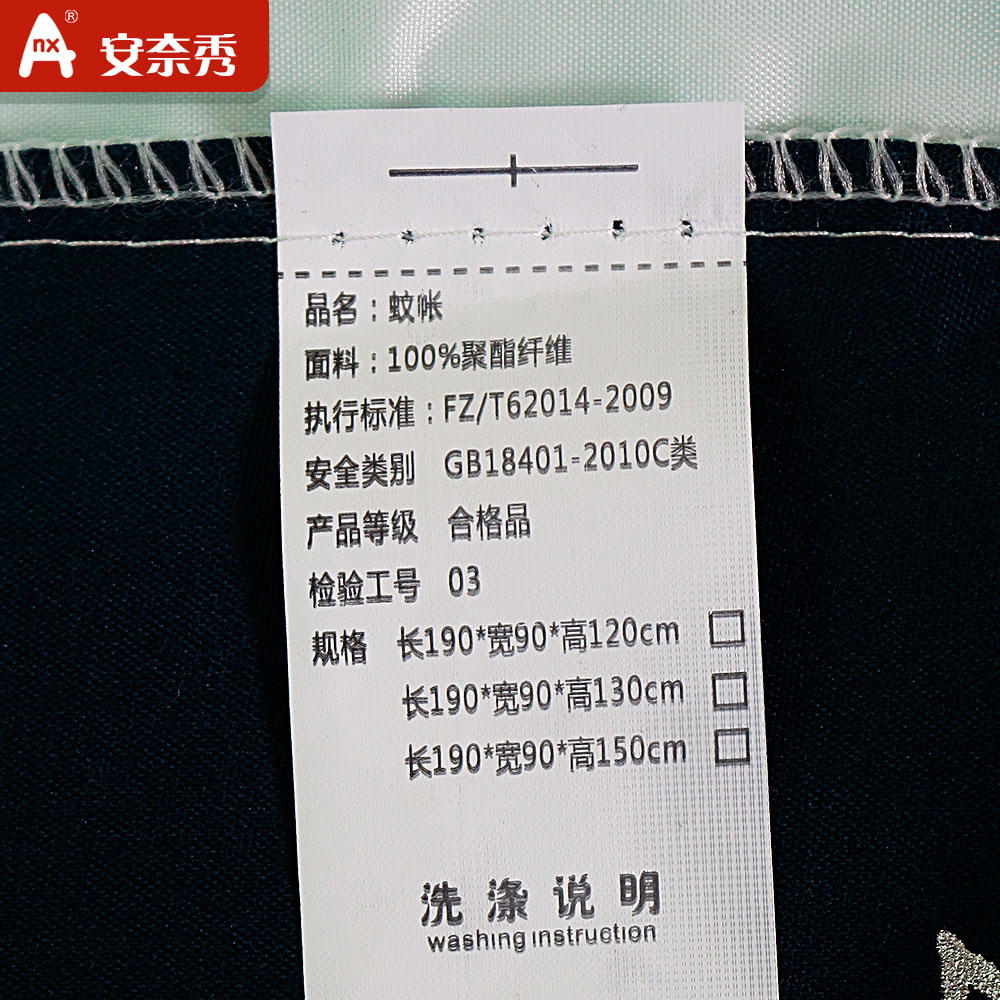 nx® 安奈秀
品名：蚊帐
面料：100%聚酯纤维
执行标准：FZ/T62014-2009
安全类别 GB18401-2010C类
产品等级 合格品
检验工号 03
规格 长190*宽90*高120cm
长190*宽90*高130cm
长190*宽90*高150cm
洗涤说明
washing instruction